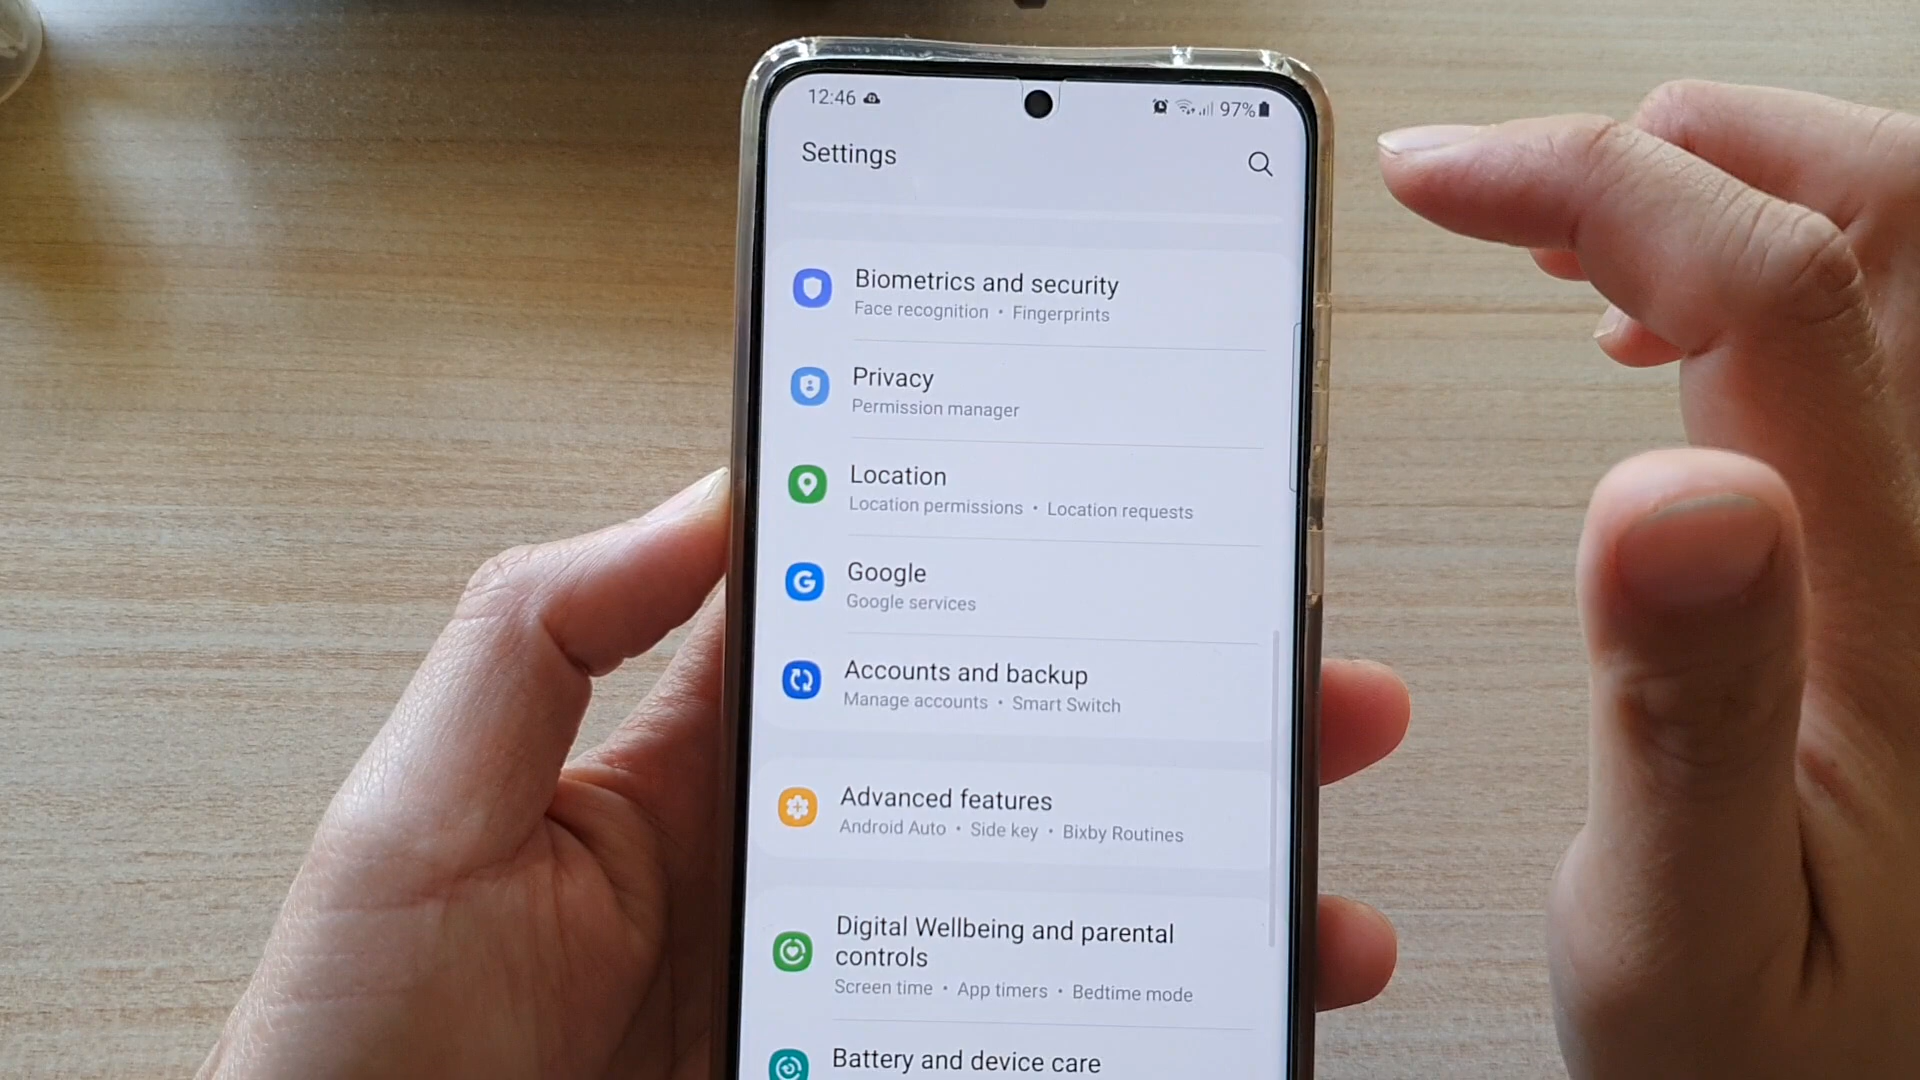 12:46 97%
Settings
Biometrics and security
Face recognition • Fingerprints
Privacy
Permission manager
Location
Location permissions • Location requests
G Google
Google services
Accounts and backup
Manage accounts • Smart Switch
Advanced features
Android Auto • Side key • Bixby Routines
Digital Wellbeing and parental
controls
Screen time • App timers • Bedtime mode
Battery and device care